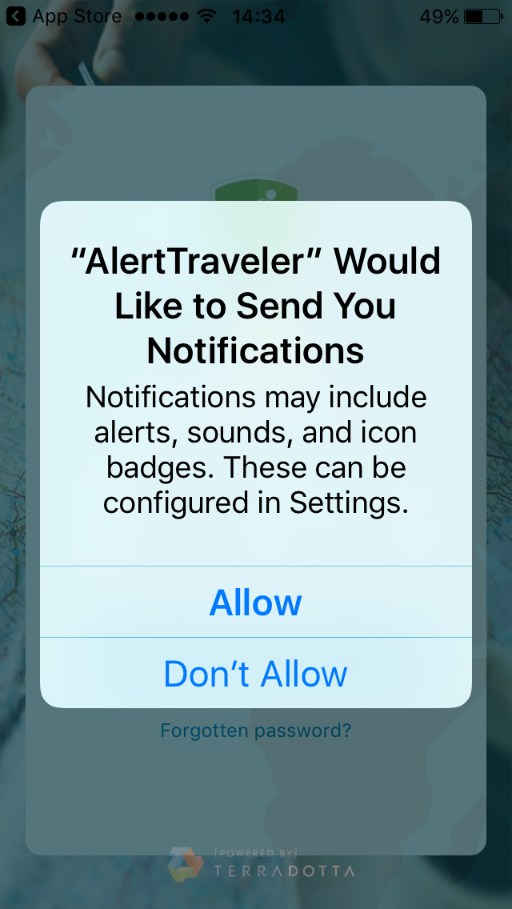 App Store 14:34 49%
“AlertTraveler” Would
Like to Send You
Notifications
Notifications may include
alerts, sounds, and icon
badges. These can be
configured in Settings.
Allow
Don’t Allow
Forgotten password?
[POWERED BY]
TERRADOTTA